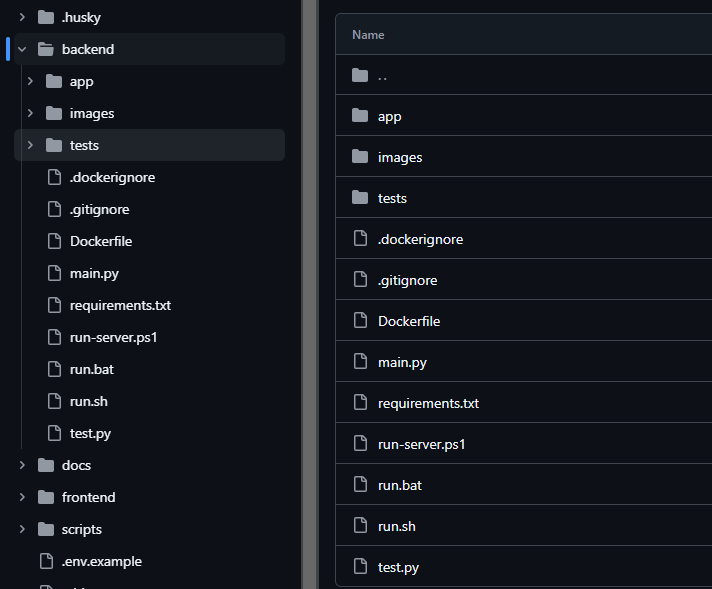 .husky
backend
app
images
tests
.dockerignore
.gitignore
Dockerfile
main.py
requirements.txt
run-server.ps1
run.bat
run.sh
test.py
docs
frontend
scripts
.env.example
Name
..
app
images
tests
.dockerignore
.gitignore
Dockerfile
main.py
requirements.txt
run-server.ps1
run.bat
run.sh
test.py